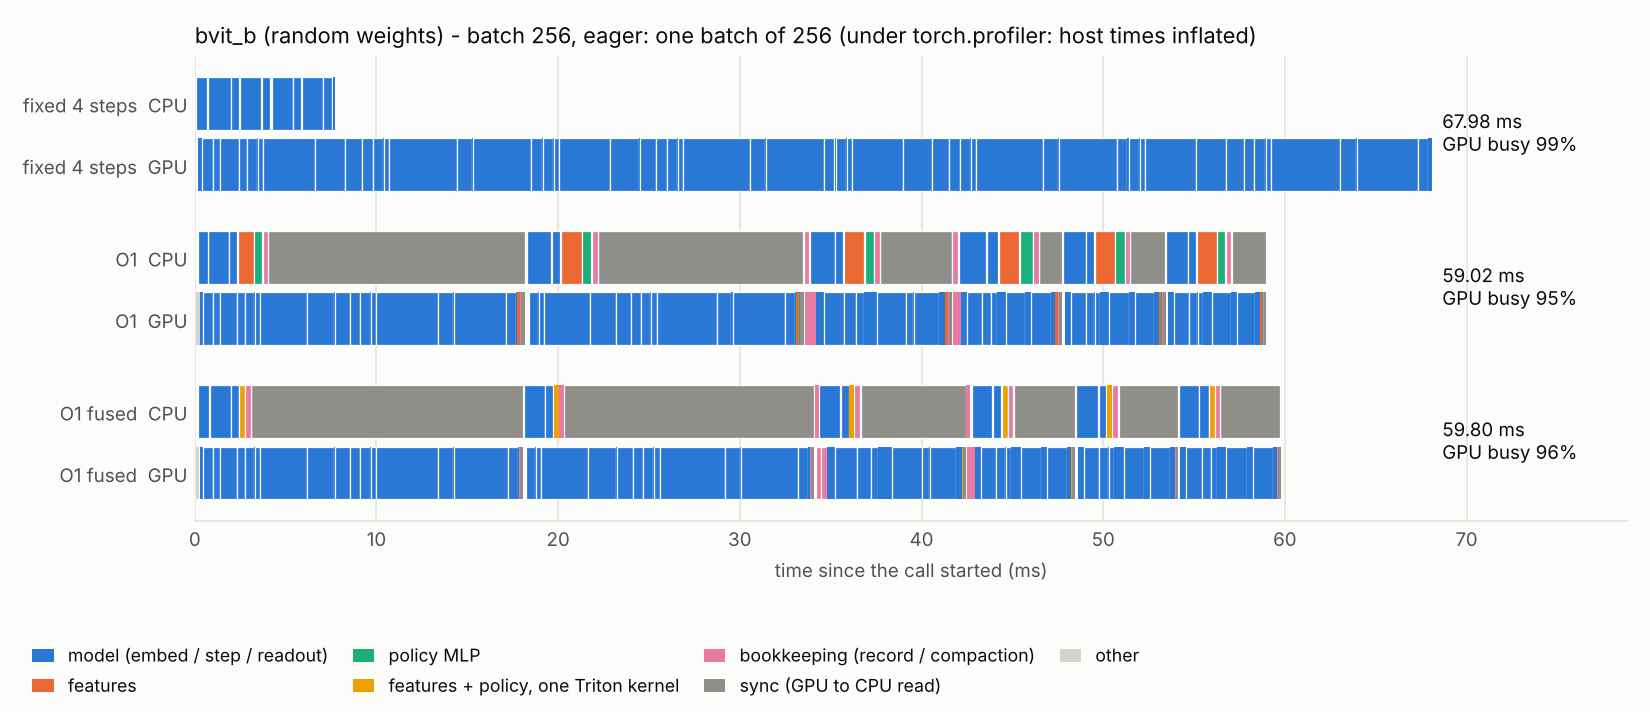 bvit_b (random weights) - batch 256, eager: one batch of 256 (under torch.profiler: host times inflated)
fixed 4 steps CPU
fixed 4 steps GPU
67.98 ms
GPU busy 99%
O1 CPU
O1 GPU
59.02 ms
GPU busy 95%
O1 fused CPU
O1 fused GPU
59.80 ms
GPU busy 96%
0 10 20 30 40 50 60 70
time since the call started (ms)
model (embed / step / readout) policy MLP bookkeeping (record / compaction) other
features features + policy, one Triton kernel sync (GPU to CPU read)